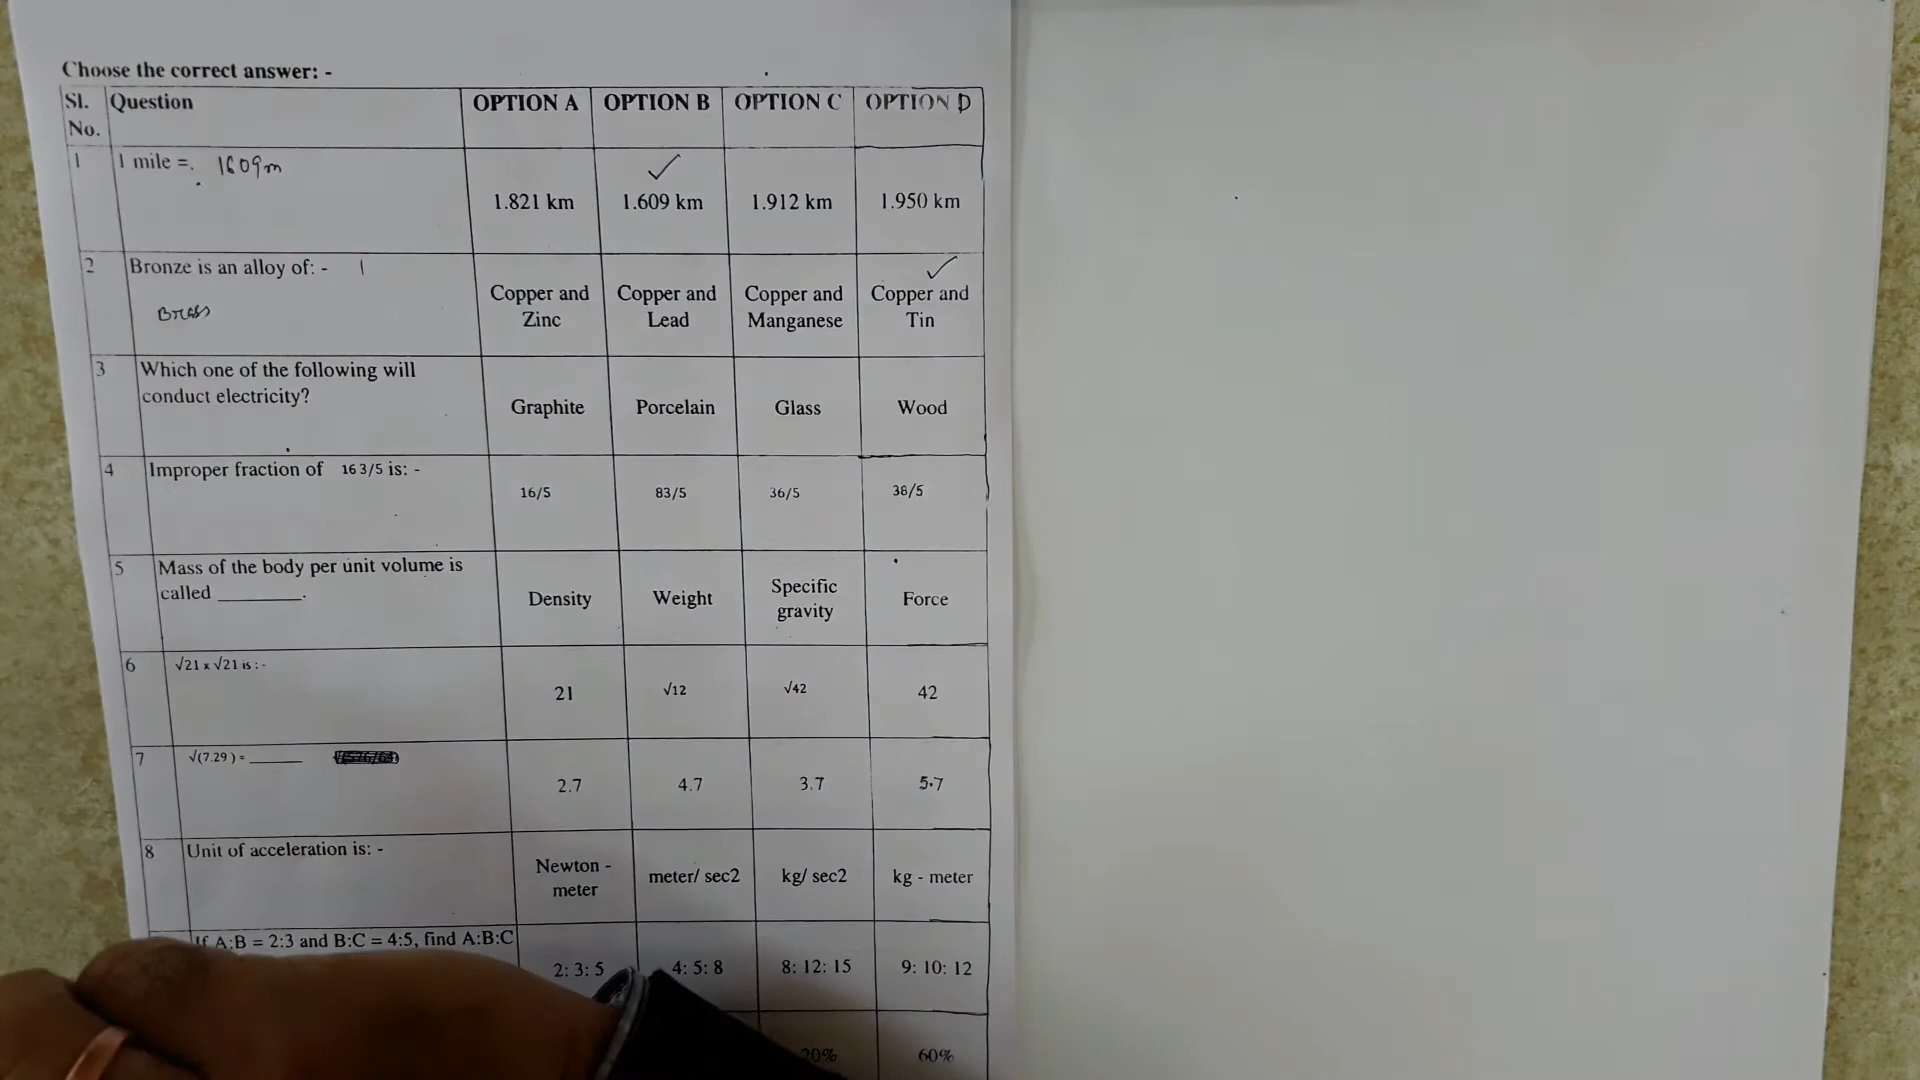 Choose the correct answer: -
Sl. No. Question OPTION A OPTION B OPTION C OPTION D
1 1 mile =. 1609m 1.821 km 1.609 km 1.912 km 1.950 km
2 Bronze is an alloy of: - Copper and Zinc Copper and Lead Copper and Manganese Copper and Tin
Brass
3 Which one of the following will conduct electricity? Graphite Porcelain Glass Wood
4 Improper fraction of 16 3/5 is: - 16/5 83/5 36/5 38/5
5 Mass of the body per unit volume is called ________. Density Weight Specific gravity Force
6 √21 x √21 is : - 21 √12 √42 42
7 √(7.29 ) = ______ 2.7 4.7 3.7 5.7
8 Unit of acceleration is: - Newton - meter meter/ sec2 kg/ sec2 kg - meter
If A:B = 2:3 and B:C = 4:5, find A:B:C 2: 3: 5 4: 5: 8 8: 12: 15 9: 10: 12
60%